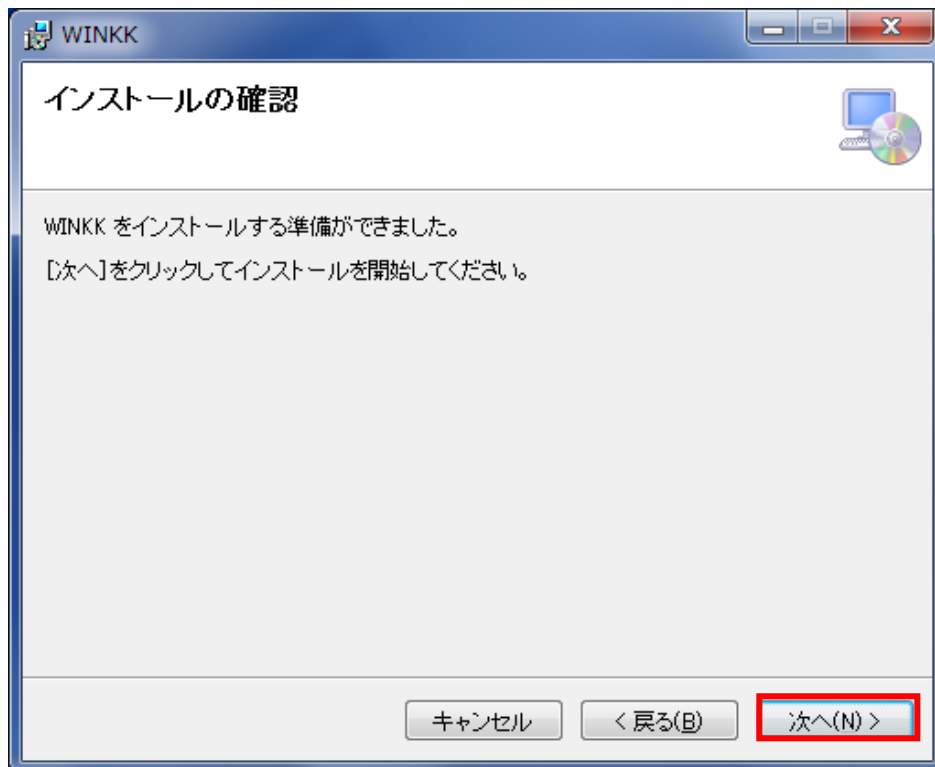 WINKK
インストールの確認
WINKK をインストールする準備ができました。
[次へ]をクリックしてインストールを開始してください。
キャンセル
< 戻る(B)
次へ(N) >